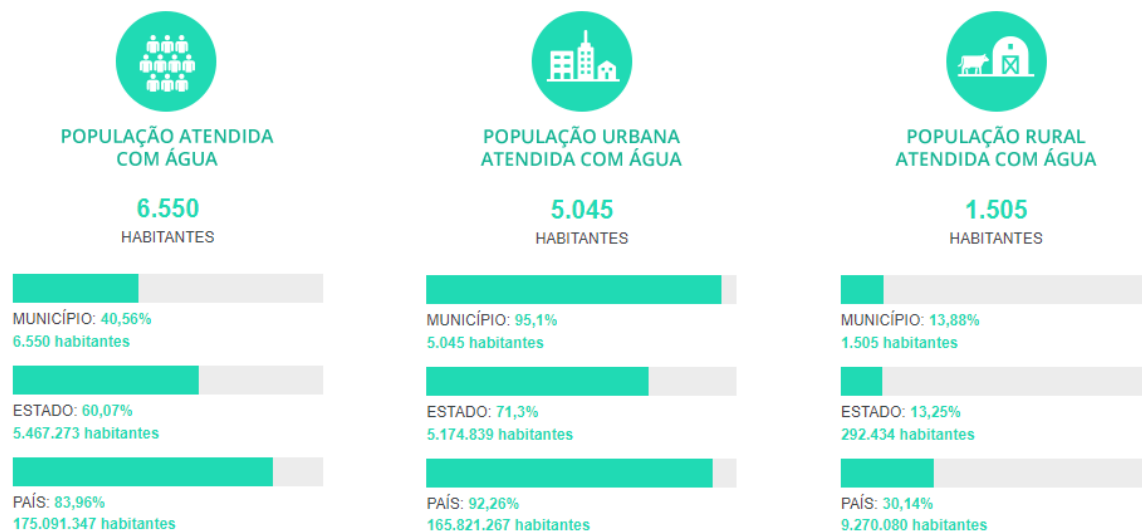 POPULAÇÃO ATENDIDA
COM ÁGUA
6.550
HABITANTES
MUNICÍPIO: 40,56%
6.550 habitantes
ESTADO: 60,07%
5.467.273 habitantes
PAÍS: 83,96%
175.091.347 habitantes
POPULAÇÃO URBANA
ATENDIDA COM ÁGUA
5.045
HABITANTES
MUNICÍPIO: 95,1%
5.045 habitantes
ESTADO: 71,3%
5.174.839 habitantes
PAÍS: 92,26%
165.821.267 habitantes
POPULAÇÃO RURAL
ATENDIDA COM ÁGUA
1.505
HABITANTES
MUNICÍPIO: 13,88%
1.505 habitantes
ESTADO: 13,25%
292.434 habitantes
PAÍS: 30,14%
9.270.080 habitantes